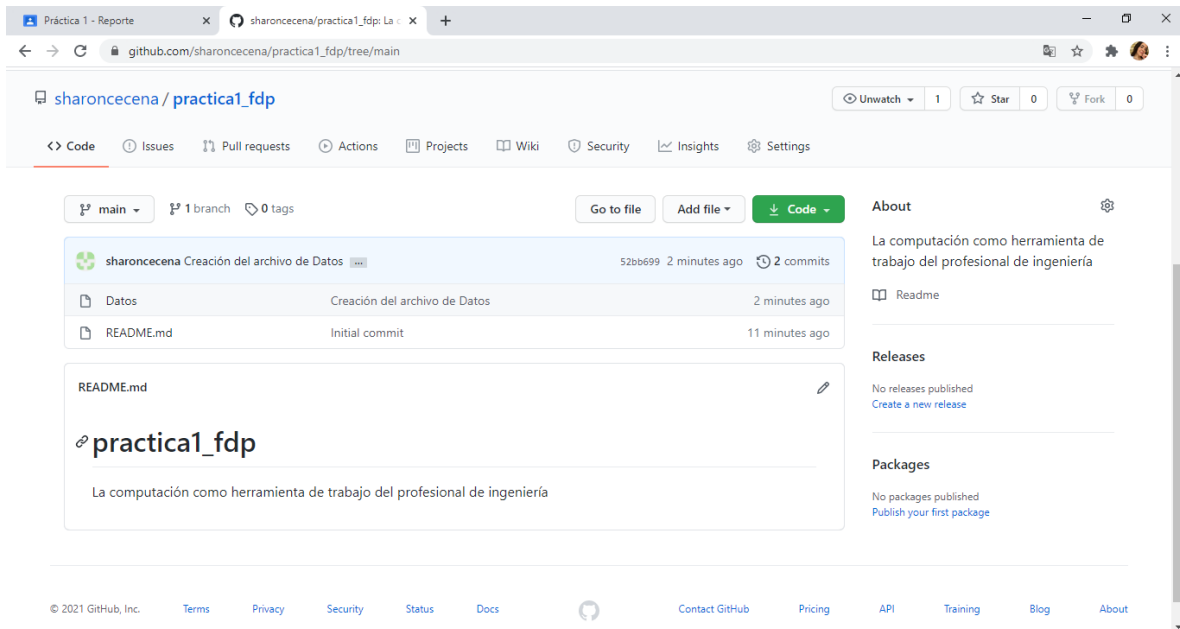 Práctica 1 - Reporte
sharoncecena/practica1_fdp: La c
github.com/sharoncecena/practica1_fdp/tree/main
sharoncecena / practica1_fdp
Unwatch 1 Star 0 Fork 0
Code Issues Pull requests Actions Projects Wiki Security Insights Settings
main 1 branch 0 tags Go to file Add file Code
sharoncecena Creación del archivo de Datos ... 52bb699 2 minutes ago 2 commits
Datos Creación del archivo de Datos 2 minutes ago
README.md Initial commit 11 minutes ago
README.md
practica1_fdp
La computación como herramienta de trabajo del profesional de ingeniería
About
La computación como herramienta de
trabajo del profesional de ingeniería
Readme
Releases
No releases published
Create a new release
Packages
No packages published
Publish your first package
© 2021 GitHub, Inc. Terms Privacy Security Status Docs Contact GitHub Pricing API Training Blog About